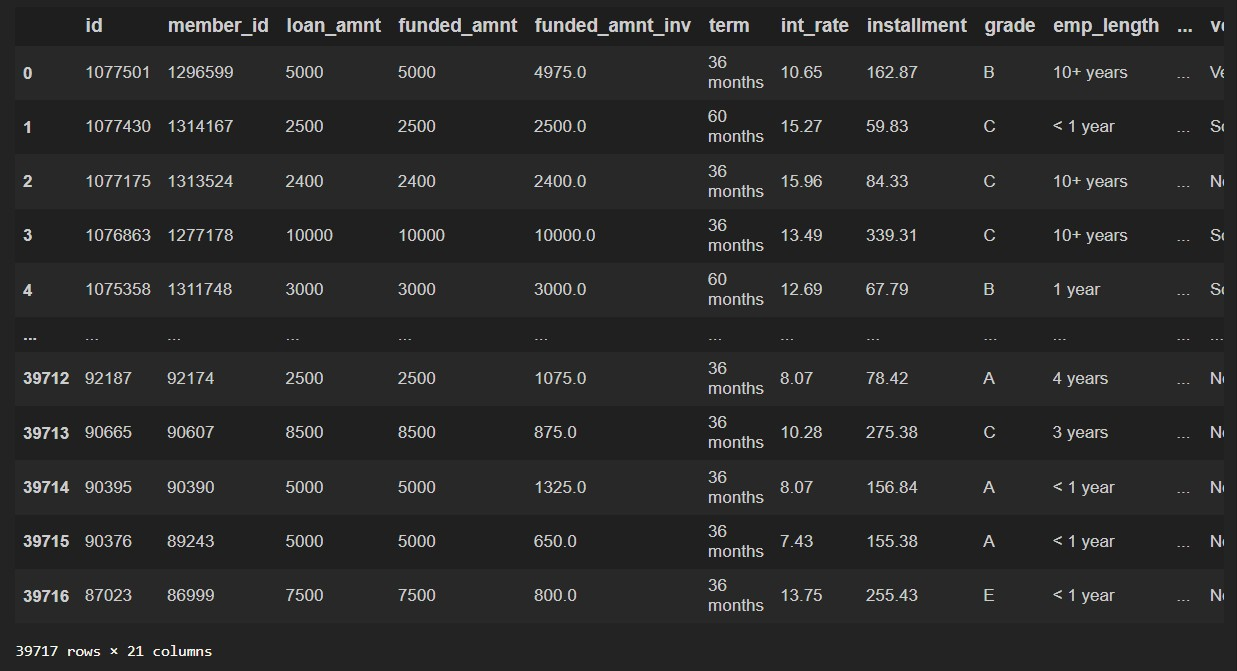 id member_id loan_amnt funded_amnt funded_amnt_inv term int_rate installment grade emp_length ...
0 1077501 1296599 5000 5000 4975.0 36 months 10.65 162.87 B 10+ years ...
1 1077430 1314167 2500 2500 2500.0 60 months 15.27 59.83 C < 1 year ...
2 1077175 1313524 2400 2400 2400.0 36 months 15.96 84.33 C 10+ years ...
3 1076863 1277178 10000 10000 10000.0 36 months 13.49 339.31 C 10+ years ...
4 1075358 1311748 3000 3000 3000.0 60 months 12.69 67.79 B 1 year ...
... ... ... ... ... ... ... ... ... ... ... ... ...
39712 92187 92174 2500 2500 1075.0 36 months 8.07 78.42 A 4 years ...
39713 90665 90607 8500 8500 875.0 36 months 10.28 275.38 C 3 years ...
39714 90395 90390 5000 5000 1325.0 36 months 8.07 156.84 A < 1 year ...
39715 90376 89243 5000 5000 650.0 36 months 7.43 155.38 A < 1 year ...
39716 87023 86999 7500 7500 800.0 36 months 13.75 255.43 E < 1 year ...
39717 rows × 21 columns